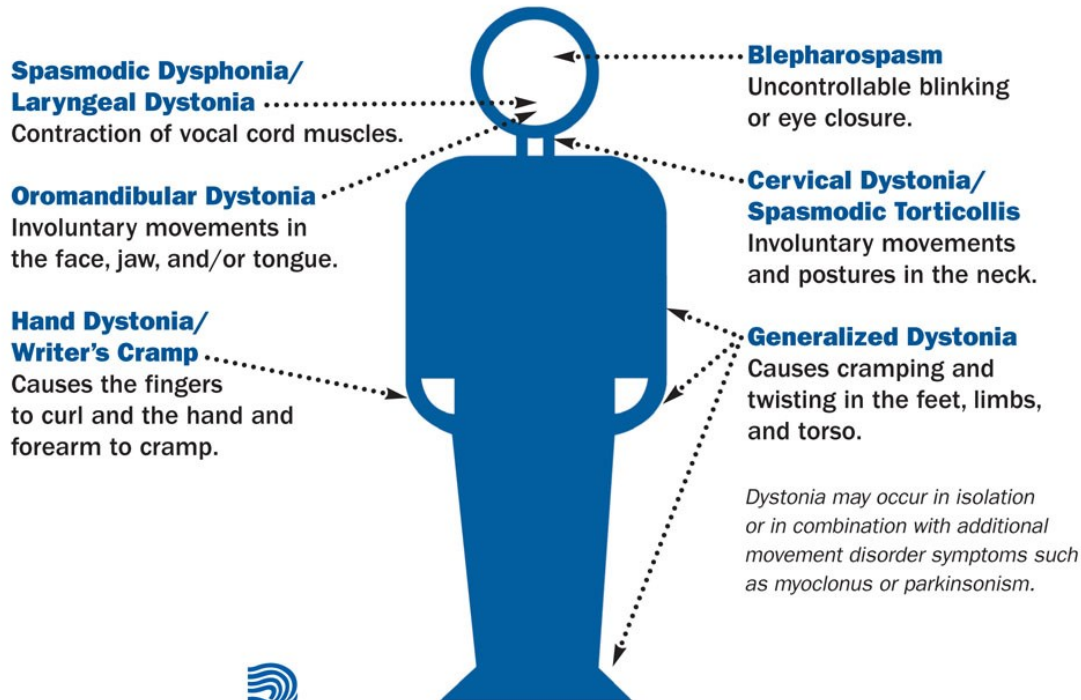 Spasmodic Dysphonia/
Laryngeal Dystonia
Contraction of vocal cord muscles.
Oromandibular Dystonia
Involuntary movements in
the face, jaw, and/or tongue.
Hand Dystonia/
Writer's Cramp
Causes the fingers
to curl and the hand and
forearm to cramp.
Blepharospasm
Uncontrollable blinking
or eye closure.
Cervical Dystonia/
Spasmodic Torticollis
Involuntary movements
and postures in the neck.
Generalized Dystonia
Causes cramping and
twisting in the feet, limbs,
and torso.
Dystonia may occur in isolation
or in combination with additional
movement disorder symptoms such
as myoclonus or parkinsonism.